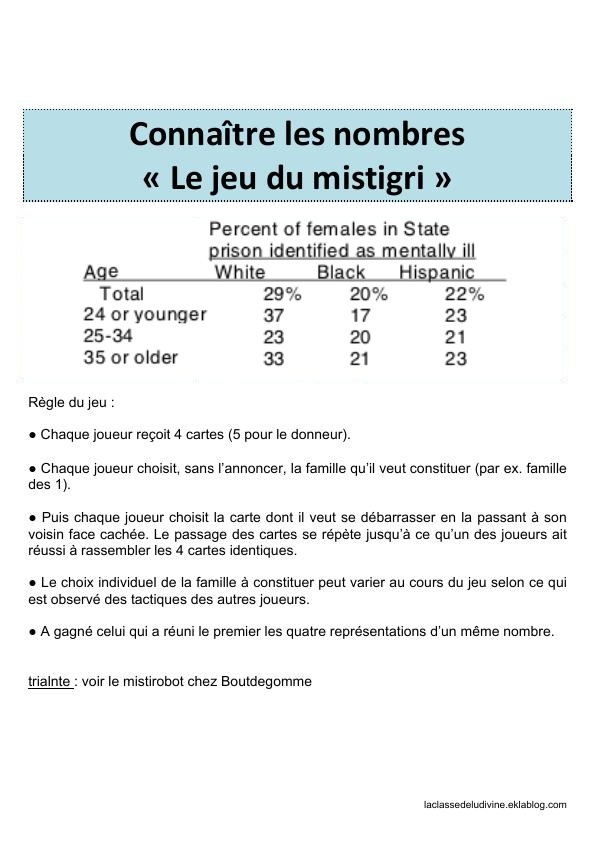 Connaître les nombres
« Le jeu du mistigri »
Percent of females in State
prison identified as mentally ill
Age White Black Hispanic
Total 29% 20% 22%
24 or younger 37 17 23
25-34 23 20 21
35 or older 33 21 23
Règle du jeu :
● Chaque joueur reçoit 4 cartes (5 pour le donneur).
● Chaque joueur choisit, sans l’annoncer, la famille qu’il veut constituer (par ex. famille
des 1).
● Puis chaque joueur choisit la carte dont il veut se débarrasser en la passant à son
voisin face cachée. Le passage des cartes se répète jusqu’à ce qu’un des joueurs ait
réussi à rassembler les 4 cartes identiques.
● Le choix individuel de la famille à constituer peut varier au cours du jeu selon ce qui
est observé des tactiques des autres joueurs.
● A gagné celui qui a réuni le premier les quatre représentations d’un même nombre.
trialnte : voir le mistirobot chez Boutdegomme
laclassedeludivine.eklablog.com